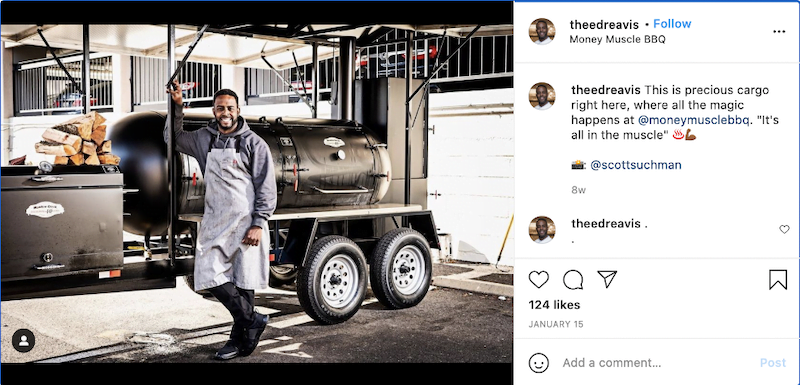 theedreavis • Follow
Money Muscle BBQ
theedreavis This is precious cargo
right here, where all the magic
happens at @moneymusclebbq. "It's
all in the muscle" ♨️💪🏾
📸: @scottsuchman
8w
theedreavis .
.
124 likes
JANUARY 15
Add a comment...
Post